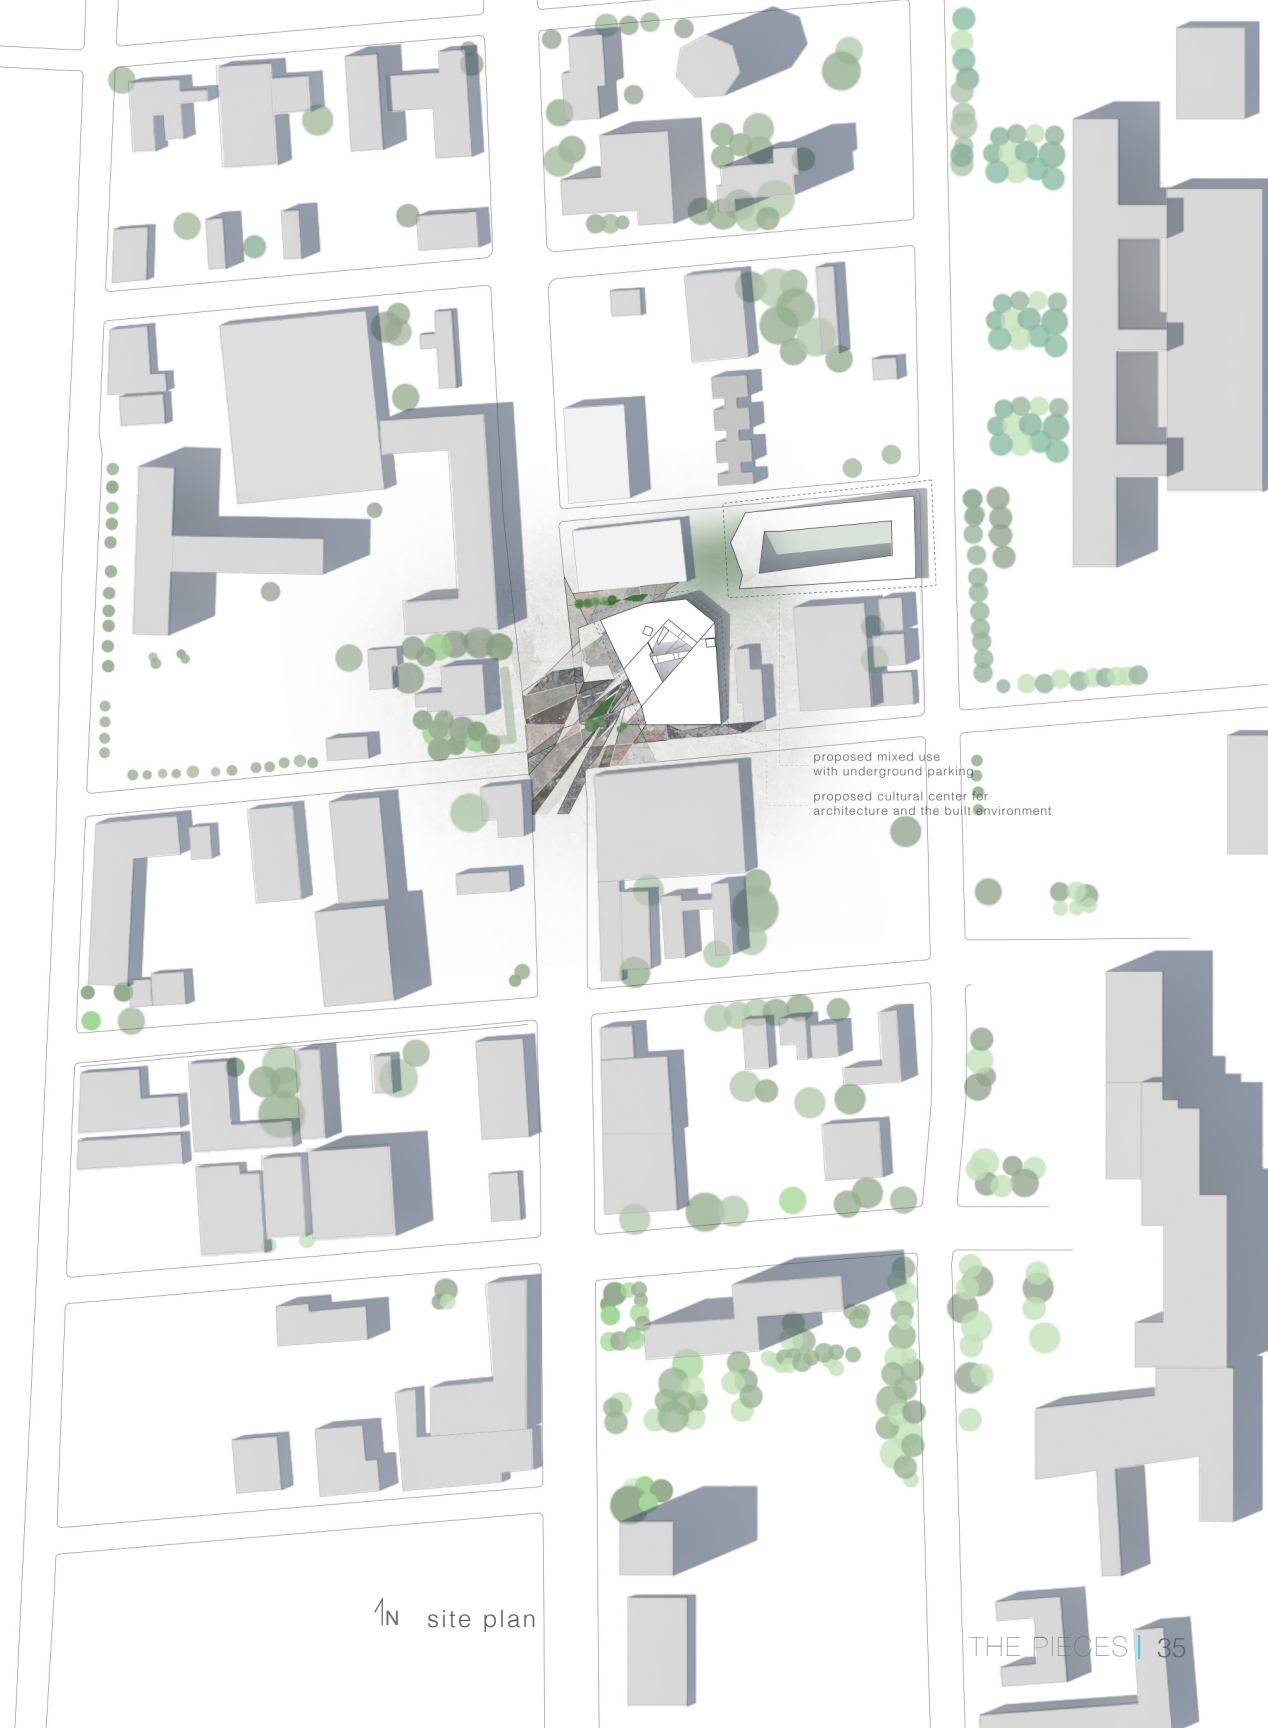 proposed mixed use
with underground parking
proposed cultural center for
architecture and the built environment
N site plan
THE PIECES | 35